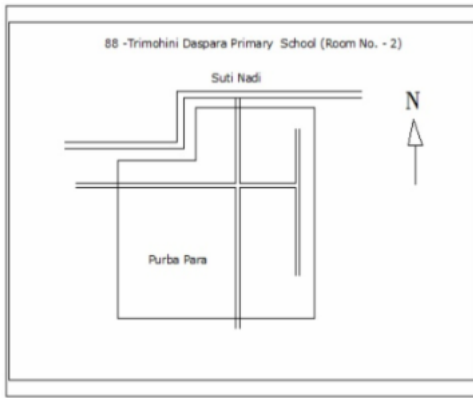 88 -Trimohini Daspara Primary School (Room No. - 2)
Suti Nadi
N
Purba Para